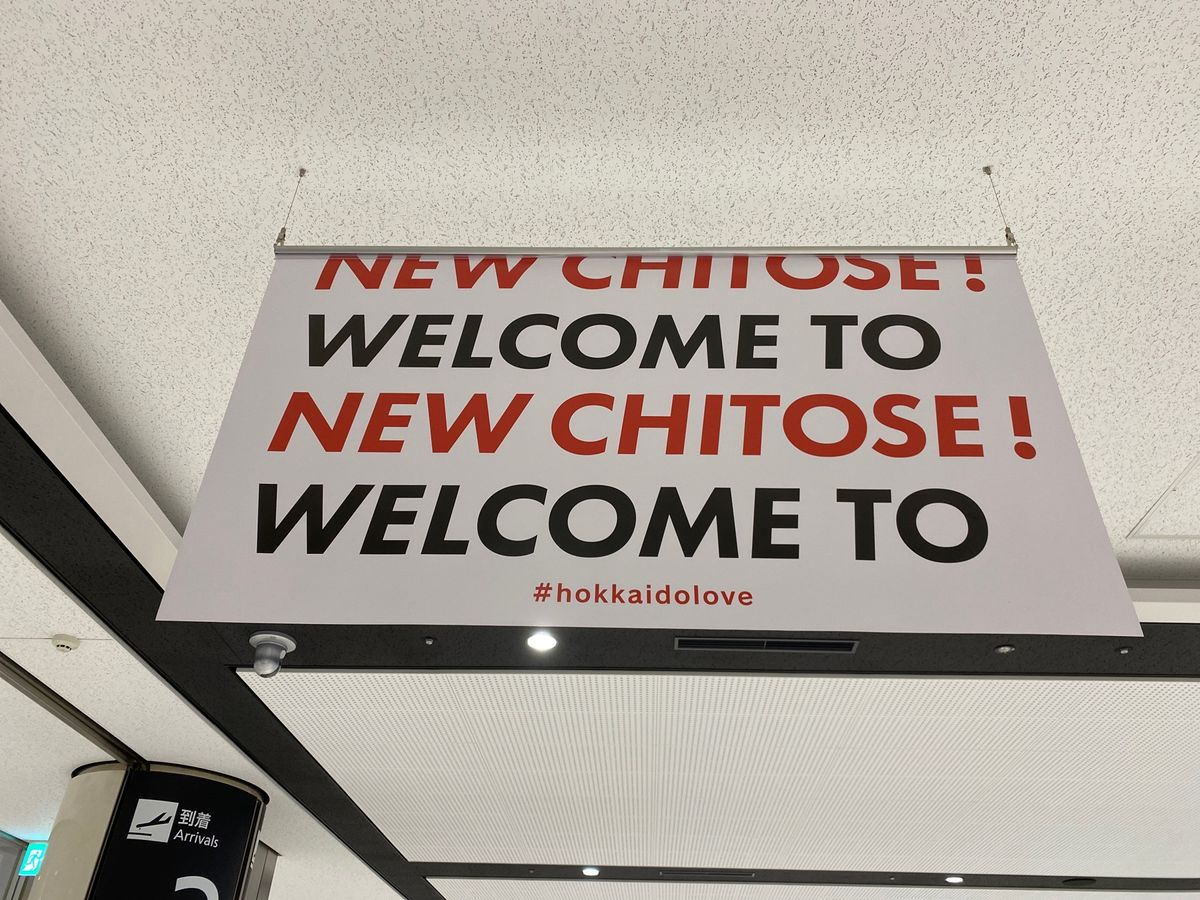 NEW CHITOSE!
WELCOME TO
NEW CHITOSE!
WELCOME TO
#hokkaidolove
到着
Arrivals